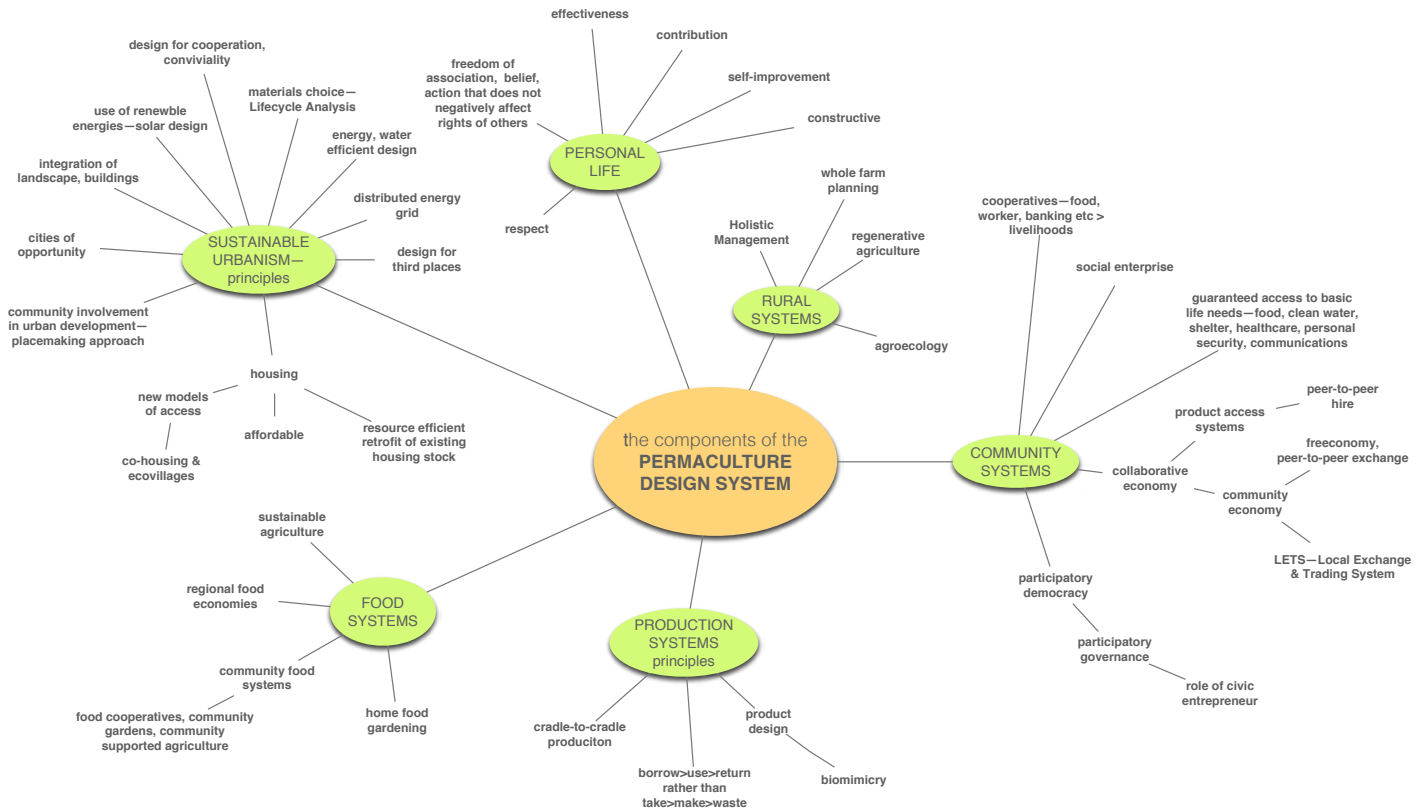 effectiveness
contribution
self-improvement
constructive
freedom of
association, belief,
action that does not
negatively affect
rights of others
respect
PERSONAL
LIFE
design for cooperation,
conviviality
materials choice—
Lifecycle Analysis
use of renewble
energies—solar design
energy, water
efficient design
integration of
landscape, buildings
distributed energy
grid
cities of
opportunity
design for
third places
community involvement
in urban development—
placemaking approach
SUSTAINABLE
URBANISM—
principles
housing
new models
of access
affordable
resource efficient
retrofit of existing
housing stock
co-housing &
ecovillages
whole farm
planning
Holistic
Management
regenerative
agriculture
agroecology
RURAL
SYSTEMS
cooperatives—food,
worker, banking etc >
livelihoods
social enterprise
guaranteed access to basic
life needs—food, clean water,
shelter, healthcare, personal
security, communications
COMMUNITY
SYSTEMS
peer-to-peer
hire
product access
systems
collaborative
economy
freeconomy,
peer-to-peer exchange
community
economy
LETS—Local Exchange
& Trading System
participatory
democracy
participatory
governance
role of civic
entrepreneur
the components of the
PERMACULTURE
DESIGN SYSTEM
sustainable
agriculture
regional food
economies
FOOD
SYSTEMS
community food
systems
food cooperatives, community
gardens, community
supported agriculture
home food
gardening
PRODUCTION
SYSTEMS
principles
cradle-to-cradle
produciton
product
design
biomimicry
borrow>use>return
rather than
take>make>waste